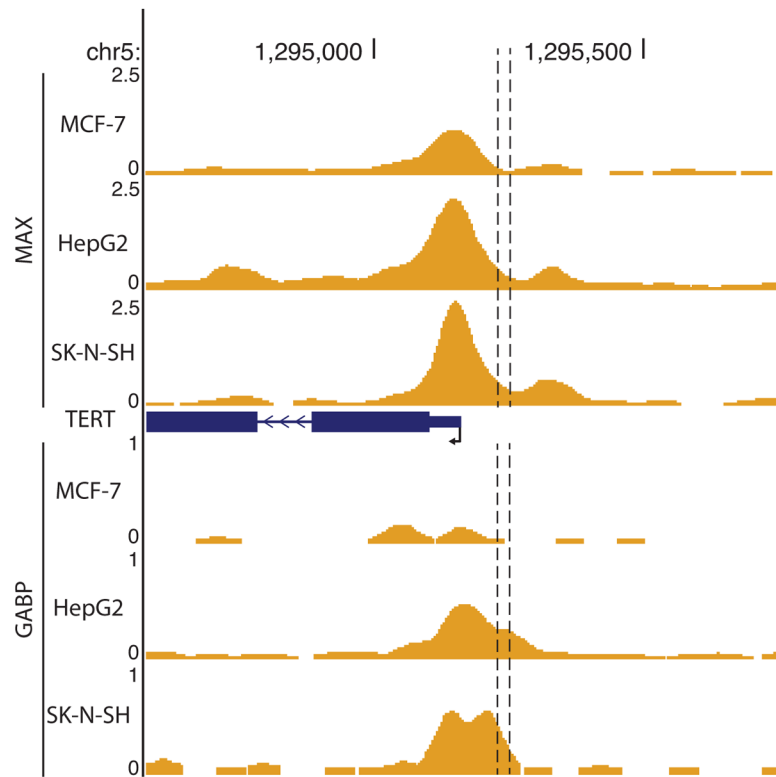 chr5: 1,295,000 1,295,500
2.5
MCF-7
0
2.5
MAX
HepG2
0
2.5
SK-N-SH
0
TERT
1
MCF-7
0
1
GABP
HepG2
0
1
SK-N-SH
0